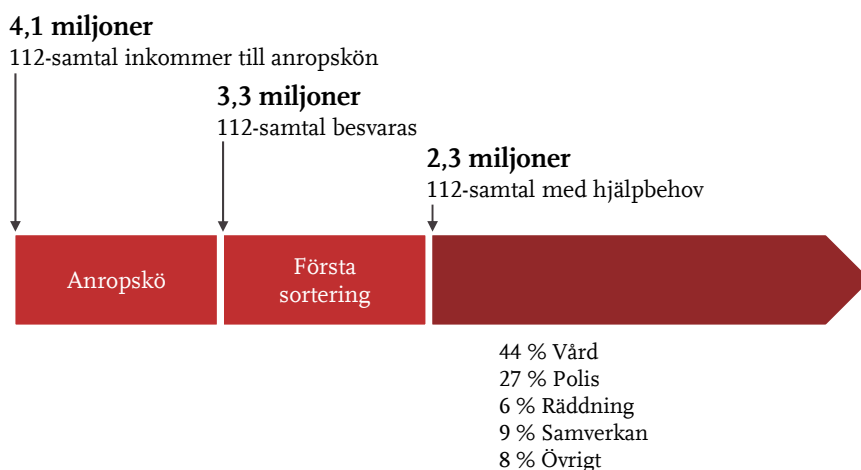 4,1 miljoner
112-samtal inkommer till anropskön
3,3 miljoner
112-samtal besvaras
2,3 miljoner
112-samtal med hjälpbehov
Anropskö
Första
sortering
44 % Vård
27 % Polis
6 % Räddning
9 % Samverkan
8 % Övrigt